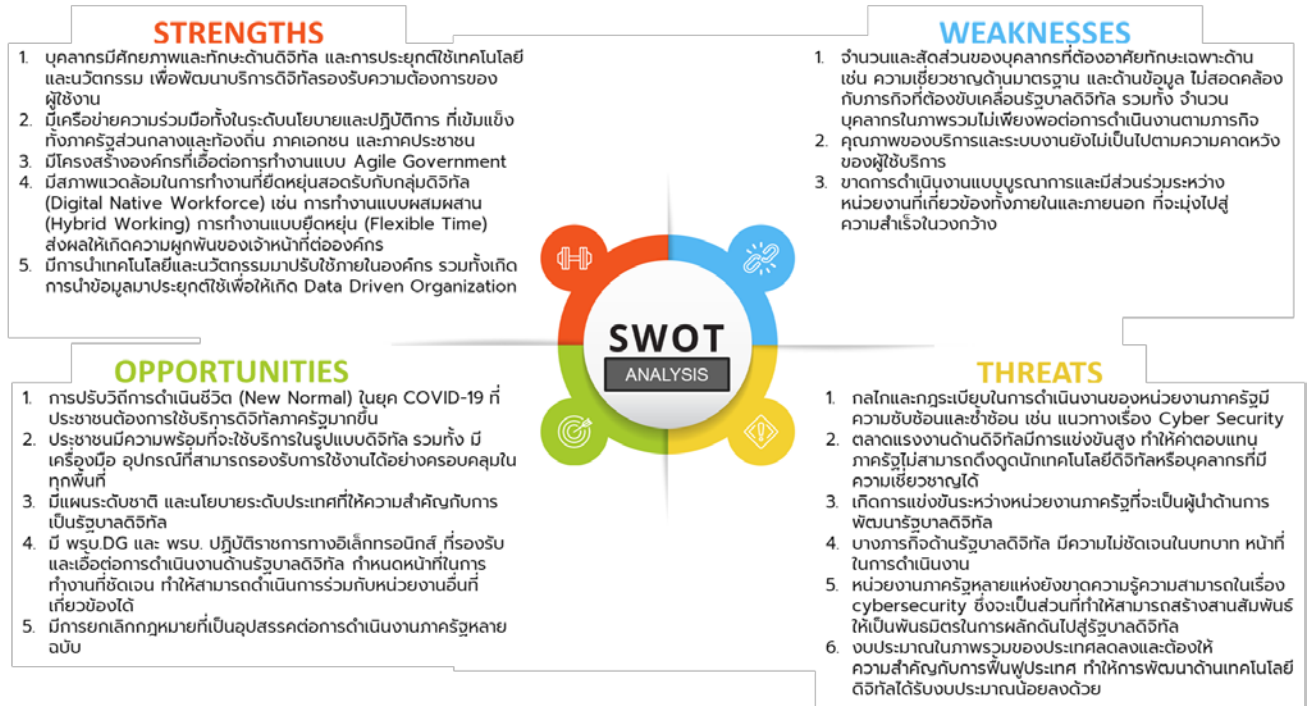 STRENGTHS
1. บุคลากรมีศักยภาพและทักษะด้านดิจิทัล และการประยุกต์ใช้เทคโนโลยี
และนวัตกรรม เพื่อพัฒนาบริการดิจิทัลรองรับความต้องการของ
ผู้ใช้งาน
2. มีเครือข่ายความร่วมมือทั้งในระดับนโยบายและปฏิบัติการ ที่เข้มแข็ง
ทั้งภาครัฐส่วนกลางและท้องถิ่น ภาคเอกชน และภาคประชาชน
3. มีโครงสร้างองค์กรที่เอื้อต่อการทำงานแบบ Agile Government
4. มีสภาพแวดล้อมในการทำงานที่ยืดหยุ่นสอดรับกับกลุ่มดิจิทัล
(Digital Native Workforce) เช่น การทำงานแบบผสมผสาน
(Hybrid Working) การทำงานแบบยืดหยุ่น (Flexible Time)
ส่งผลให้เกิดความผูกพันของเจ้าหน้าที่ต่อองค์กร
5. มีการนำเทคโนโลยีและนวัตกรรมมาปรับใช้ภายในองค์กร รวมทั้งเกิด
การนำข้อมูลมาประยุกต์ใช้เพื่อให้เกิด Data Driven Organization
WEAKNESSES
1. จำนวนและสัดส่วนของบุคลากรที่ต้องอาศัยทักษะเฉพาะด้าน
เช่น ความเชี่ยวชาญด้านมาตรฐาน และด้านข้อมูล ไม่สอดคล้อง
กับภารกิจที่ต้องขับเคลื่อนรัฐบาลดิจิทัล รวมทั้ง จำนวน
บุคลากรในภาพรวมไม่เพียงพอต่อการดำเนินงานตามภารกิจ
2. คุณภาพของบริการและระบบงานยังไม่เป็นไปตามความคาดหวัง
ของผู้ใช้บริการ
3. ขาดการดำเนินงานแบบบูรณาการและมีส่วนร่วมระหว่าง
หน่วยงานที่เกี่ยวข้องทั้งภายในและภายนอก ที่จะมุ่งไปสู่
ความสำเร็จในวงกว้าง
SWOT
ANALYSIS
OPPORTUNITIES
1. การปรับวิถีการดำเนินชีวิต (New Normal) ในยุค COVID-19 ที่
ประชาชนต้องการใช้บริการดิจิทัลภาครัฐมากขึ้น
2. ประชาชนมีความพร้อมที่จะใช้บริการในรูปแบบดิจิทัล รวมทั้ง มี
เครื่องมือ อุปกรณ์ที่สามารถรองรับการใช้งานได้อย่างครอบคลุมใน
ทุกพื้นที่
3. มีแผนระดับชาติ และนโยบายระดับประเทศที่ให้ความสำคัญกับการ
เป็นรัฐบาลดิจิทัล
4. มี พรบ.DG และ พรบ. ปฏิบัติราชการทางอิเล็กทรอนิกส์ ที่รองรับ
และเอื้อต่อการดำเนินงานด้านรัฐบาลดิจิทัล กำหนดหน้าที่ในการ
ทำงานที่ชัดเจน ทำให้สามารถดำเนินการร่วมกับหน่วยงานอื่นที่
เกี่ยวข้องได้
5. มีการยกเลิกกฎหมายที่เป็นอุปสรรคต่อการดำเนินงานภาครัฐหลาย
ฉบับ
THREATS
1. กลไกและกฎระเบียบในการดำเนินงานของหน่วยงานภาครัฐมี
ความซับซ้อนและซ้ำซ้อน เช่น แนวทางเรื่อง Cyber Security
2. ตลาดแรงงานด้านดิจิทัลมีการแข่งขันสูง ทำให้ค่าตอบแทน
ภาครัฐไม่สามารถดึงดูดนักเทคโนโลยีดิจิทัลหรือบุคลากรที่มี
ความเชี่ยวชาญได้
3. เกิดการแข่งขันระหว่างหน่วยงานภาครัฐที่จะเป็นผู้นำด้านการ
พัฒนารัฐบาลดิจิทัล
4. บางภารกิจด้านรัฐบาลดิจิทัล มีความไม่ชัดเจนในบทบาท หน้าที่
ในการดำเนินงาน
5. หน่วยงานภาครัฐหลายแห่งยังขาดความรู้ความสามารถในเรื่อง
cybersecurity ซึ่งจะเป็นส่วนที่ทำให้สามารถสร้างสานสัมพันธ์
ให้เป็นพันธมิตรในการผลักดันไปสู่รัฐบาลดิจิทัล
6. งบประมาณในภาพรวมของประเทศลดลงและต้องให้
ความสำคัญกับการฟื้นฟูประเทศ ทำให้การพัฒนาด้านเทคโนโลยี
ดิจิทัลได้รับงบประมาณน้อยลงด้วย